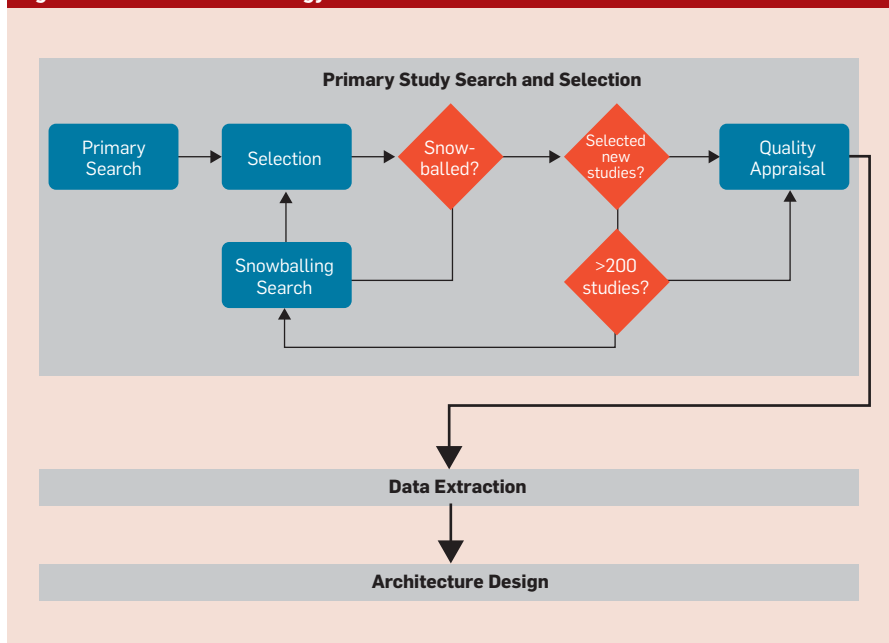 Primary Study Search and Selection
Primary
Search
Selection
Snow-
balled?
Selected
new
studies?
Quality
Appraisal
Snowballing
Search
>200
studies?
Data Extraction
Architecture Design